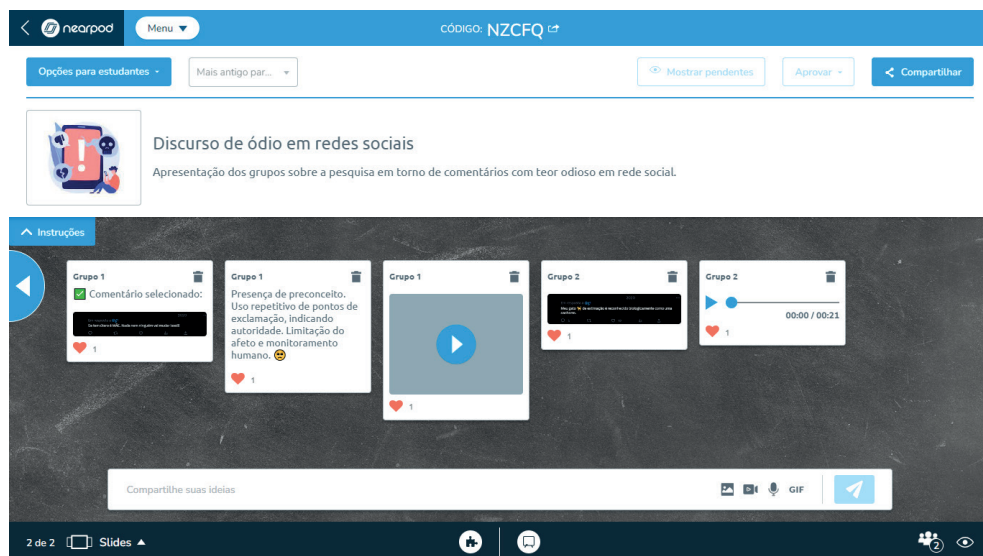 nearpod
Menu
CÓDIGO: NZCFQ
Opções para estudantes
Mais antigo par...
Mostrar pendentes
Aprovar
Compartilhar
Discurso de ódio em redes sociais
Apresentação dos grupos sobre a pesquisa em torno de comentários com teor odioso em rede social.
Instruções
Grupo 1
Comentário selecionado:
1
Grupo 1
Presença de preconceito.
Uso repetitivo de pontos de
exclamação, indicando
autoridade. Limitação do
afeto e monitoramento
humano.
1
Grupo 1
1
Grupo 2
1
Grupo 2
00:00 / 00:21
1
Compartilhe suas ideias
GIF
2 de 2
Slides
2